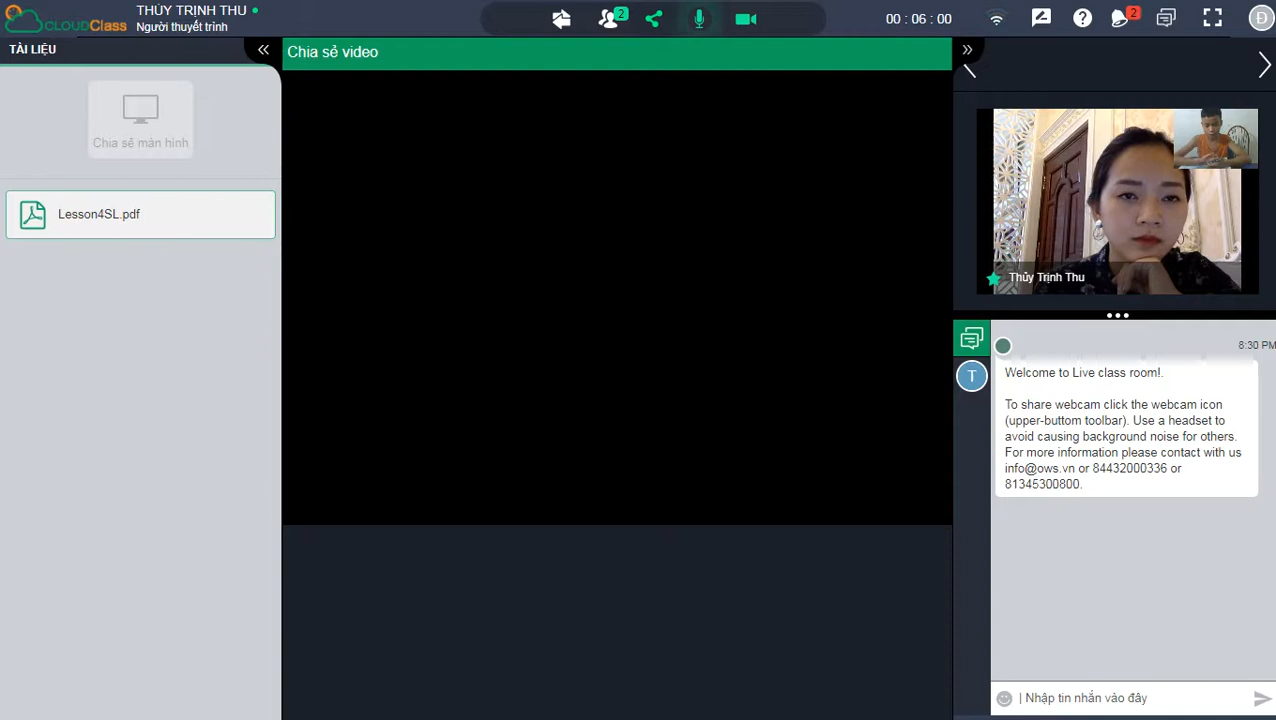 CLOUDClass
THỦY TRỊNH THU
Người thuyết trình
2
00 : 06 : 00
2
Đ
TÀI LIỆU
Chia sẻ màn hình
Lesson4SL.pdf
Chia sẻ video
Thủy Trịnh Thu
8:30 PM
T
Welcome to Live class room!.
To share webcam click the webcam icon
(upper-buttom toolbar). Use a headset to
avoid causing background noise for others.
For more information please contact with us
info@ows.vn or 84432000336 or
81345300800.
| Nhập tin nhắn vào đây